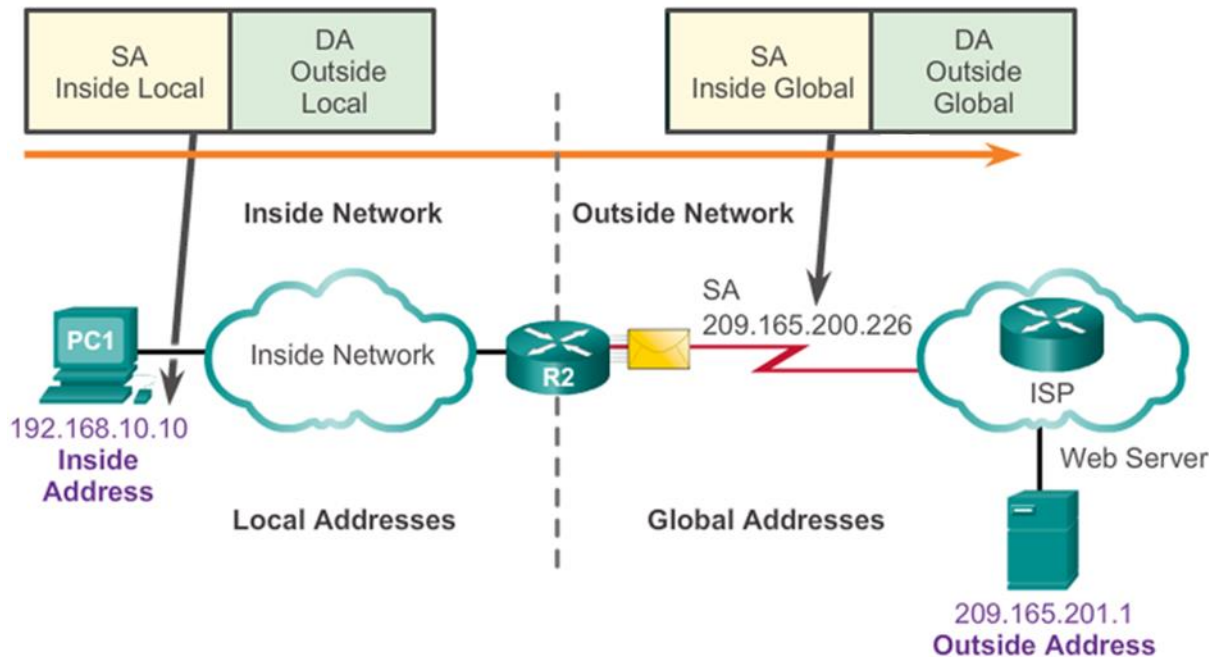 SA
Inside Local
DA
Outside
Local
SA
Inside Global
DA
Outside
Global
Inside Network
Outside Network
SA
209.165.200.226
PC1
Inside Network
R2
ISP
192.168.10.10
Inside
Address
Web Server
Local Addresses
Global Addresses
209.165.201.1
Outside Address